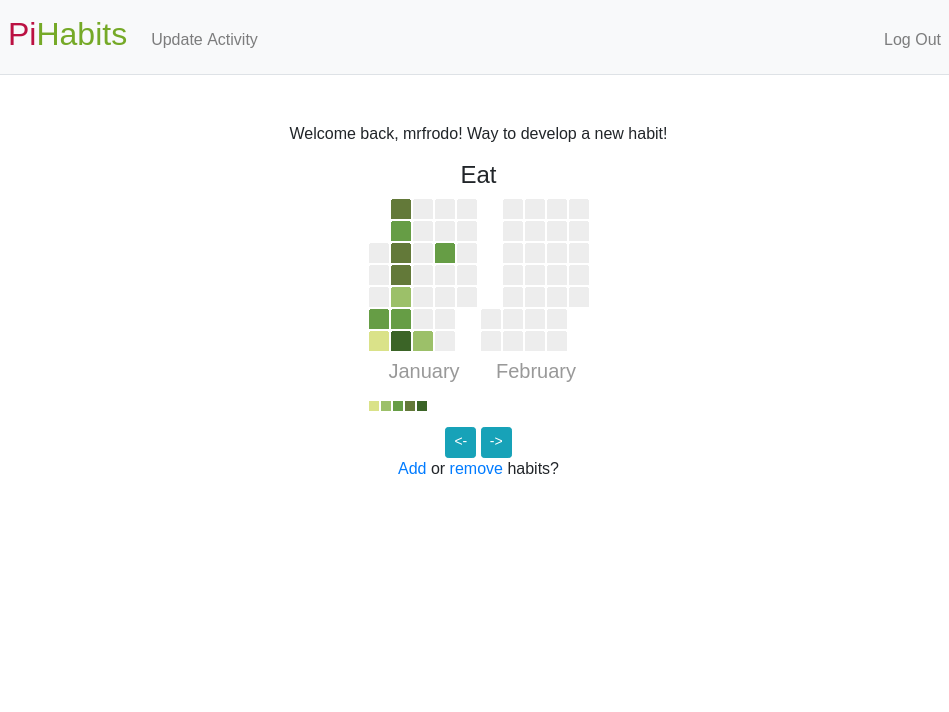 PiHabits Update Activity Log Out
Welcome back, mrfrodo! Way to develop a new habit!
Eat
January February
<- ->
Add or remove habits?